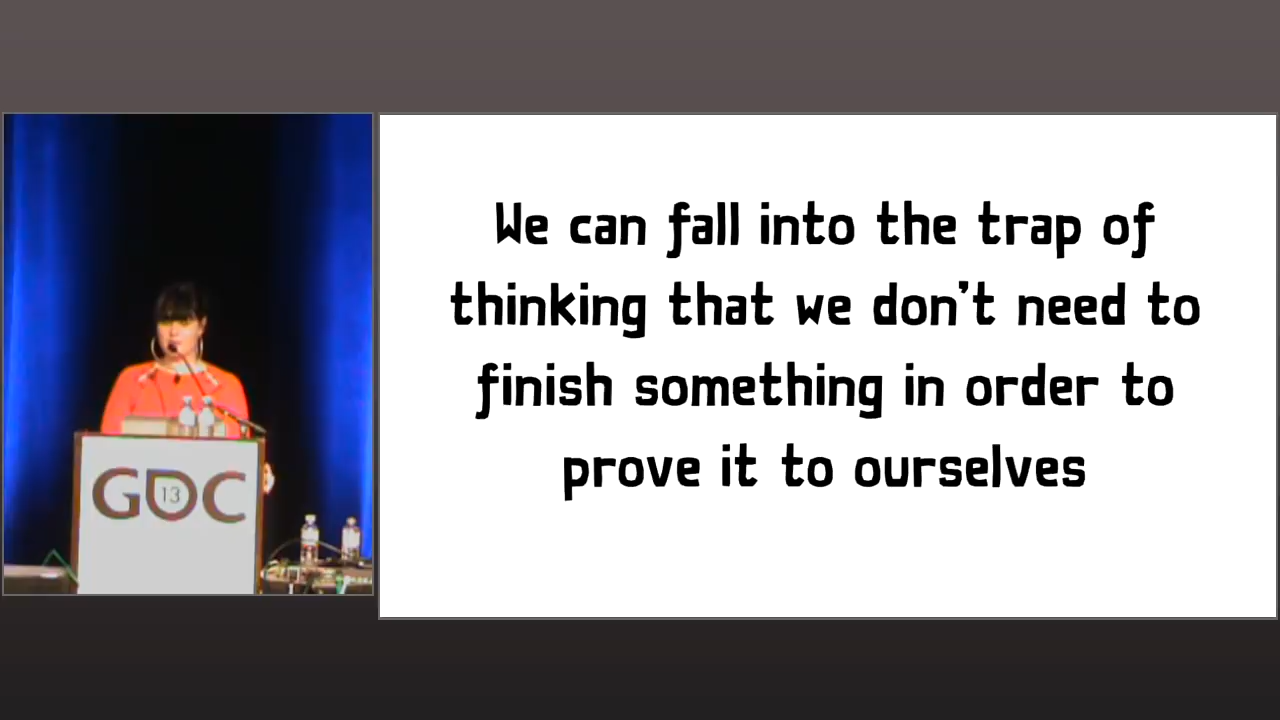 We can fall into the trap of
thinking that we don't need to
finish something in order to
prove it to ourselves
GDC
13